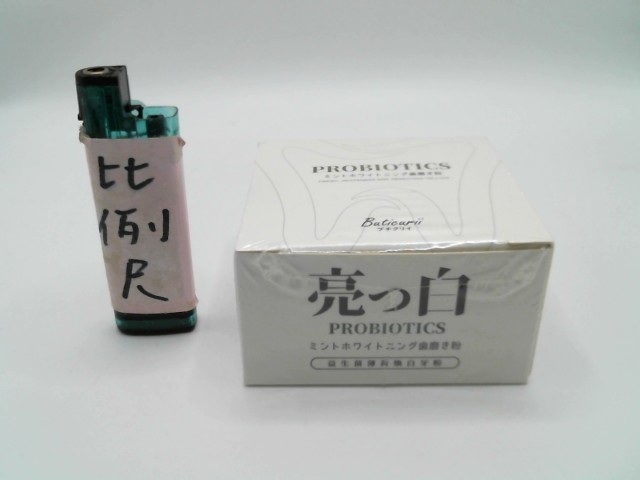 比
例
尺
PROBIOTICS
ミントホワイトニング歯磨き粉
Baticarii
亮っ白
PROBIOTICS
ミントホワイトニング歯磨き粉
益生菌薄荷焕白牙粉